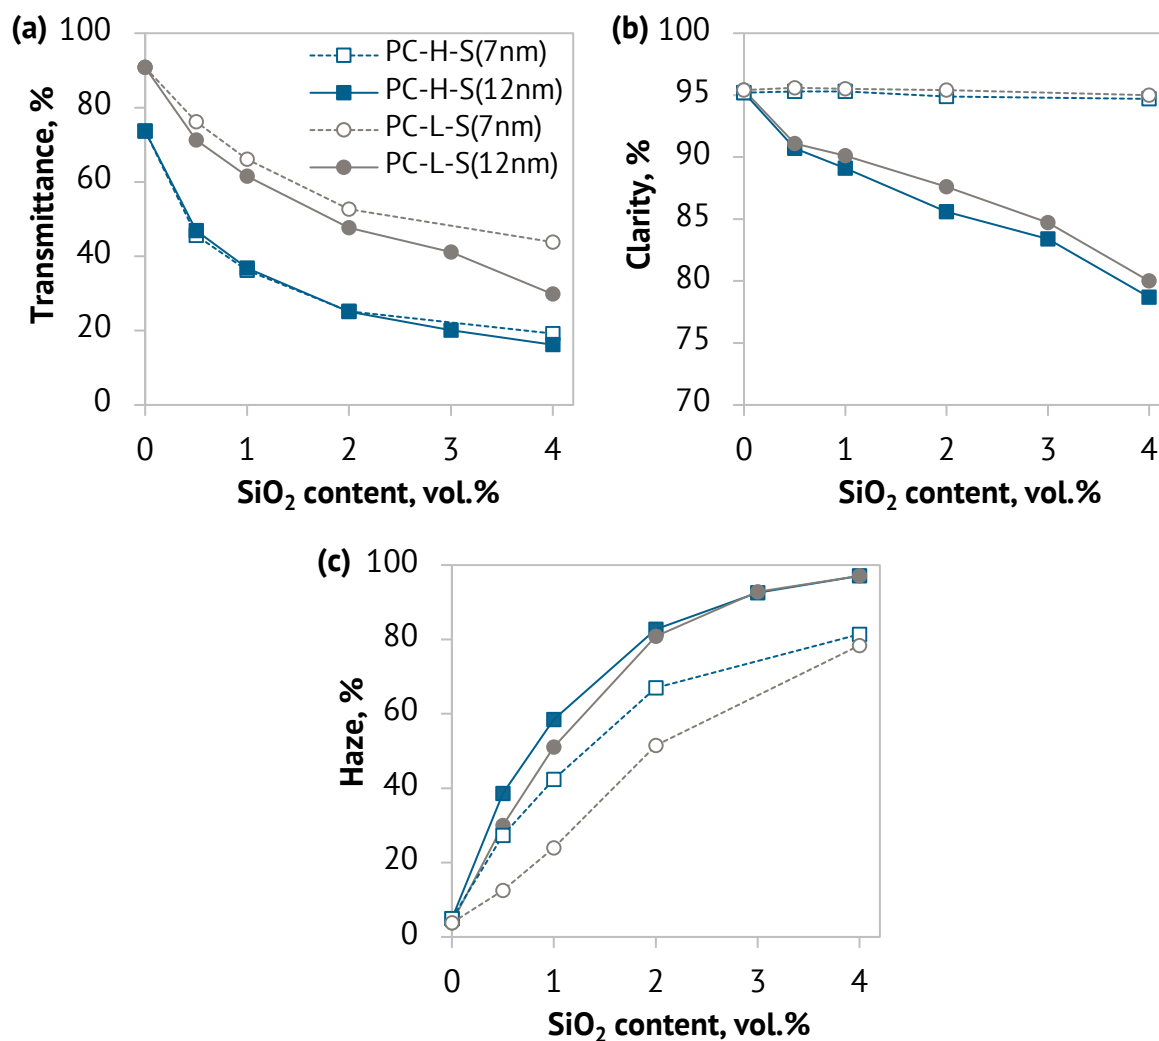 (a)
100
80
60
40
20
0
Transmittance, %
PC-H-S(7nm)
PC-H-S(12nm)
PC-L-S(7nm)
PC-L-S(12nm)
0 1 2 3 4
SiO₂ content, vol.%
(b)
100
95
90
85
80
75
70
Clarity, %
0 1 2 3 4
SiO₂ content, vol.%
(c)
100
80
60
40
20
0
Haze, %
0 1 2 3 4
SiO₂ content, vol.%